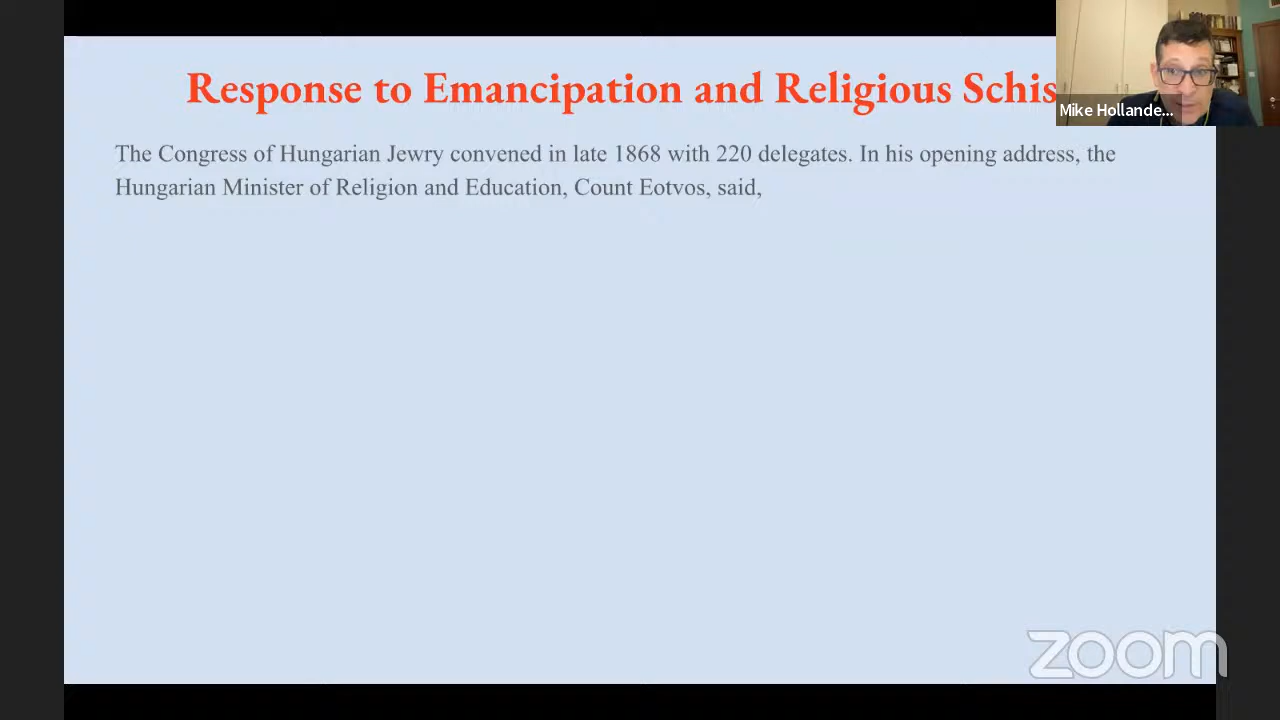 Response to Emancipation and Religious Schis
Mike Hollande...
The Congress of Hungarian Jewry convened in late 1868 with 220 delegates. In his opening address, the
Hungarian Minister of Religion and Education, Count Eotvos, said,
zoom